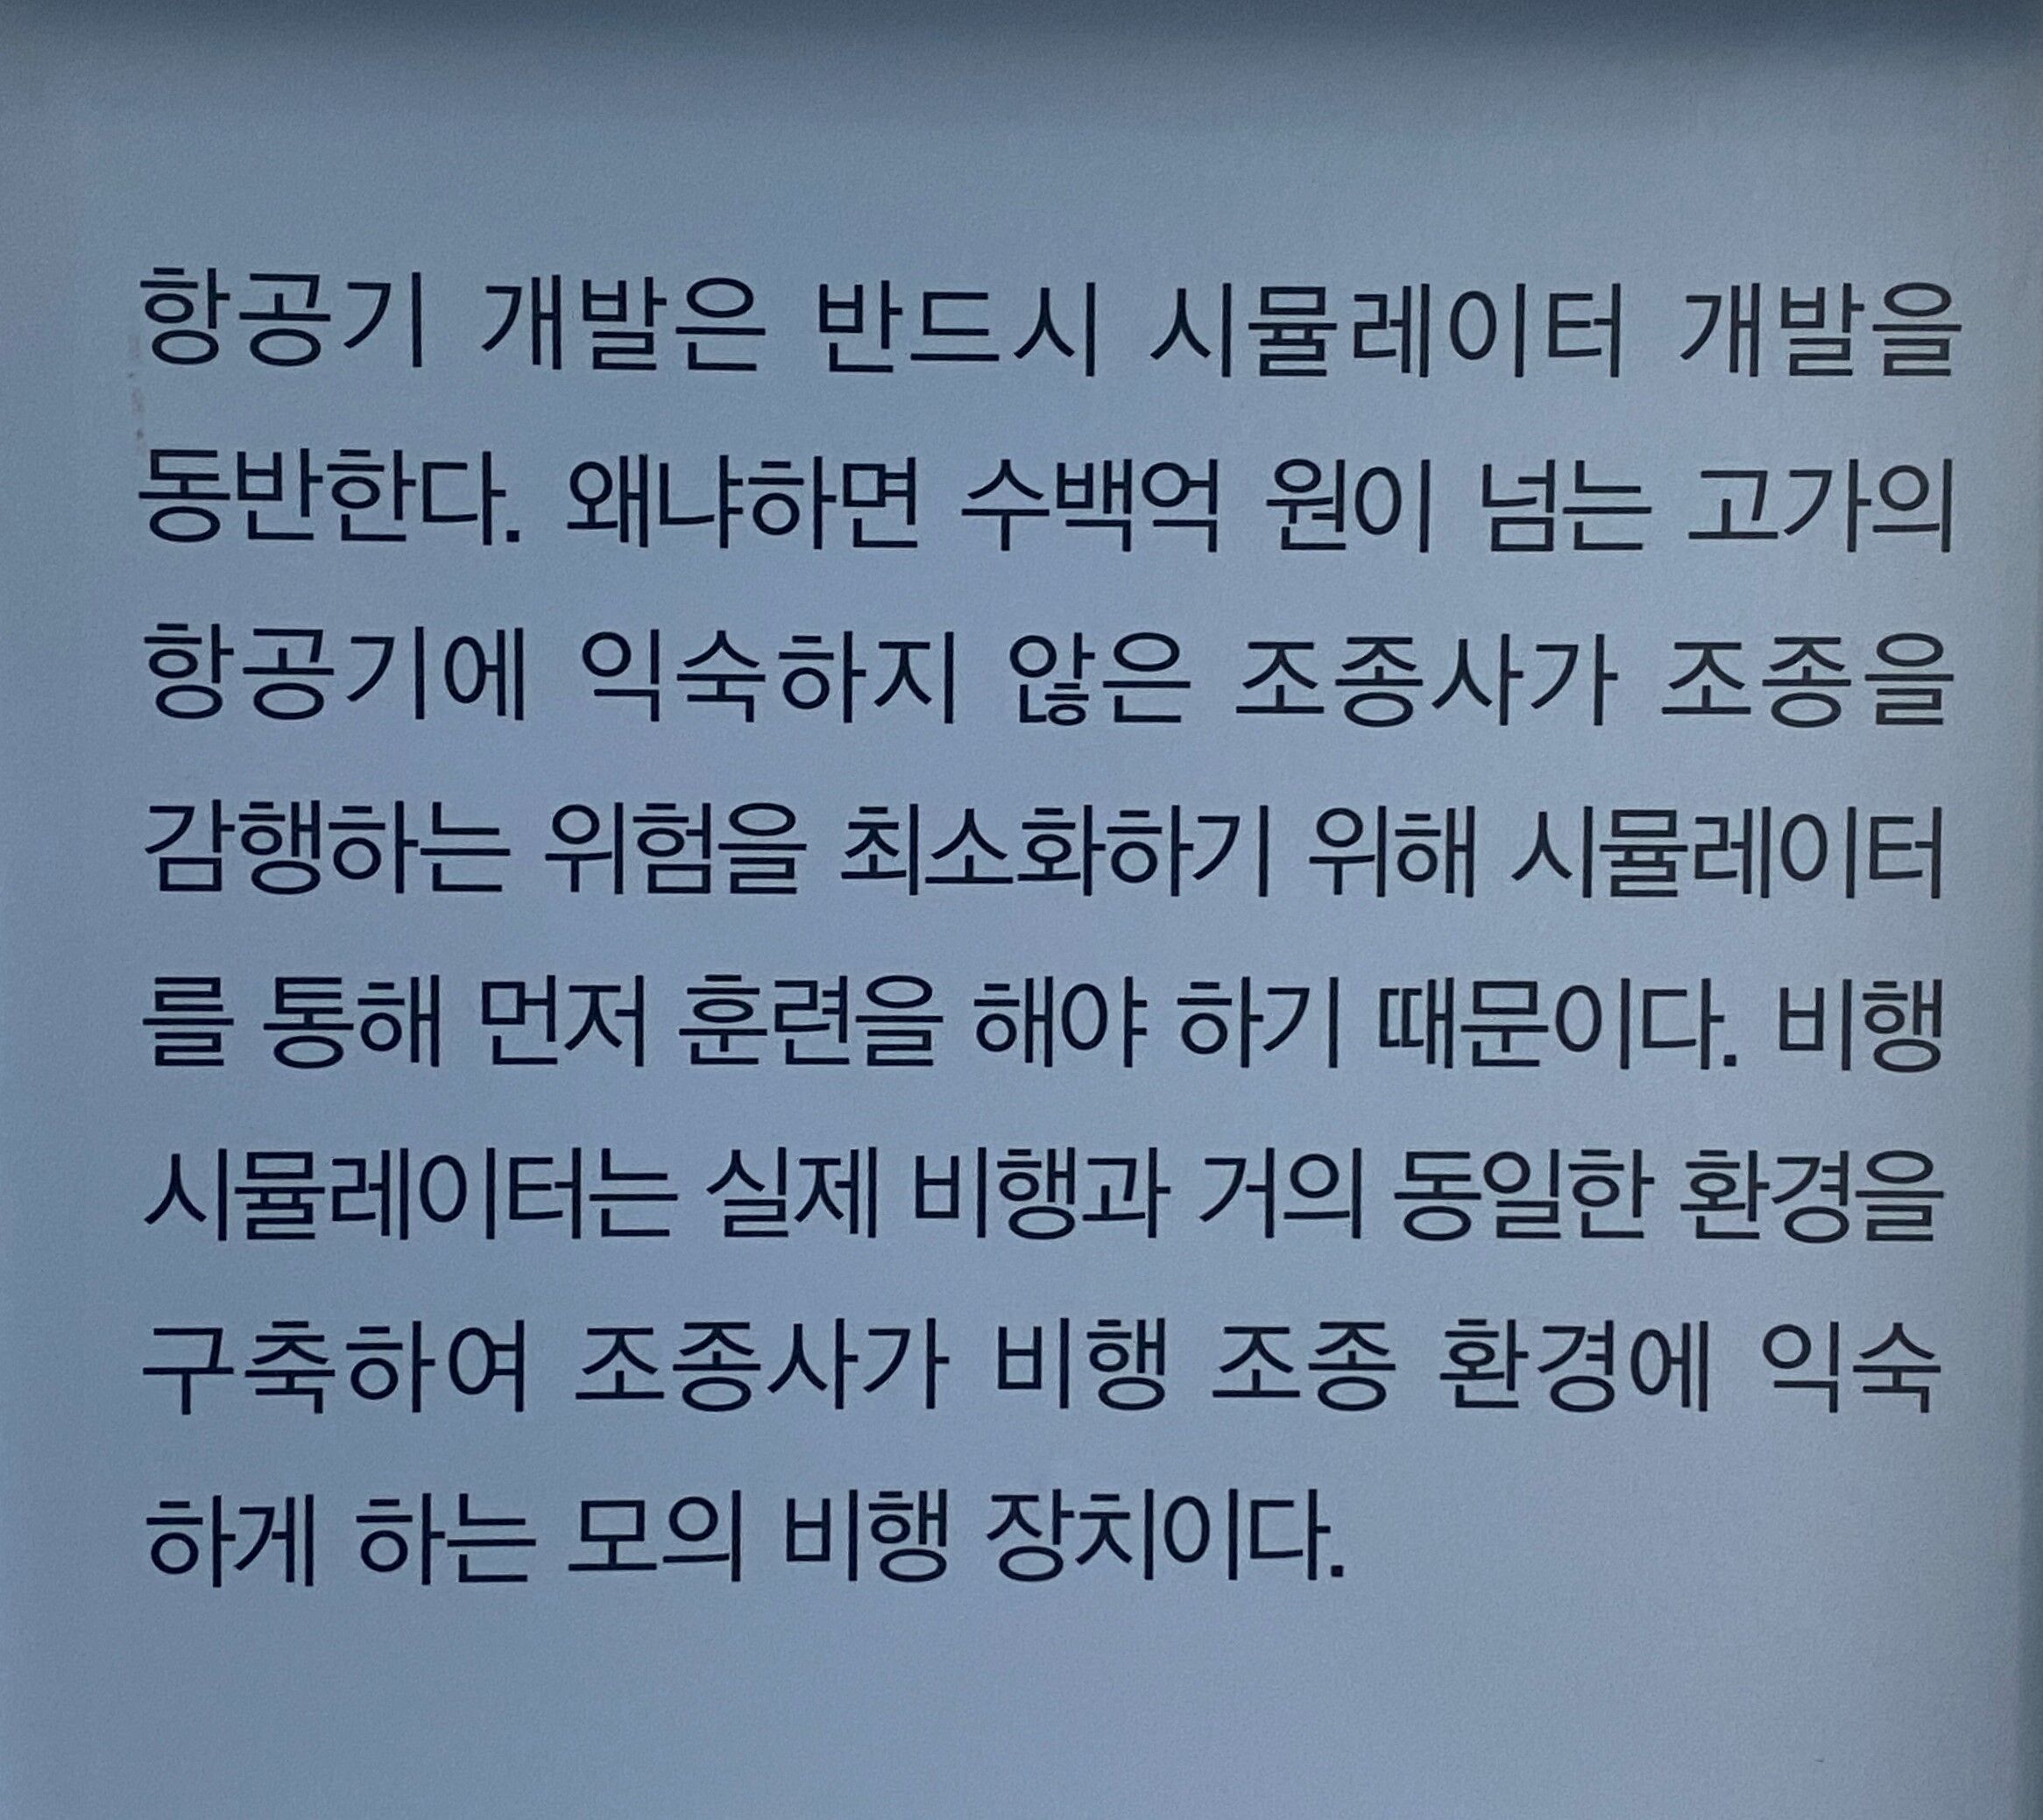 항공기 개발은 반드시 시뮬레이터 개발을
동반한다. 왜냐하면 수백억 원이 넘는 고가의
항공기에 익숙하지 않은 조종사가 조종을
감행하는 위험을 최소화하기 위해 시뮬레이터
를 통해 먼저 훈련을 해야 하기 때문이다. 비행
시뮬레이터는 실제 비행과 거의 동일한 환경을
구축하여 조종사가 비행 조종 환경에 익숙
하게 하는 모의 비행 장치이다.